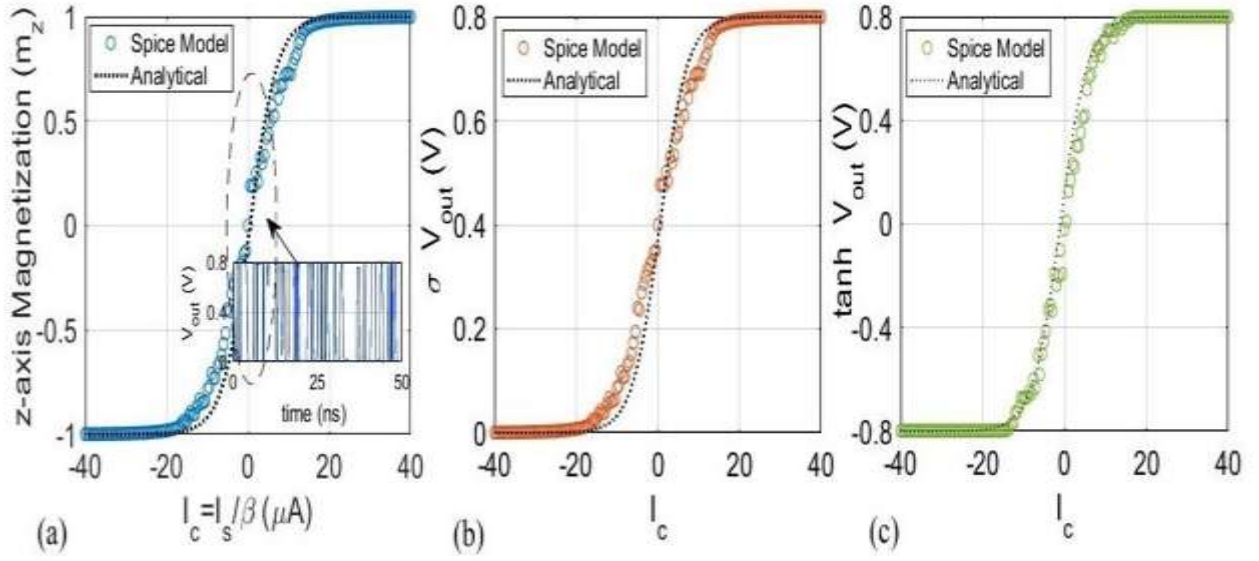 z-axis Magnetization (m_z)
1
0.5
0
-0.5
-1
Spice Model
Analytical
V_out (V)
0.8
0.4
0
0 25 50
time (ns)
-40 -20 0 20 40
I_c=I_s/β(μA)
(a)
σ V_out (V)
0.8
0.6
0.4
0.2
0
Spice Model
Analytical
-40 -20 0 20 40
I_c
(b)
tanh V_out (V)
0.8
0.4
0
-0.4
-0.8
Spice Model
Analytical
-40 -20 0 20 40
I_c
(c)